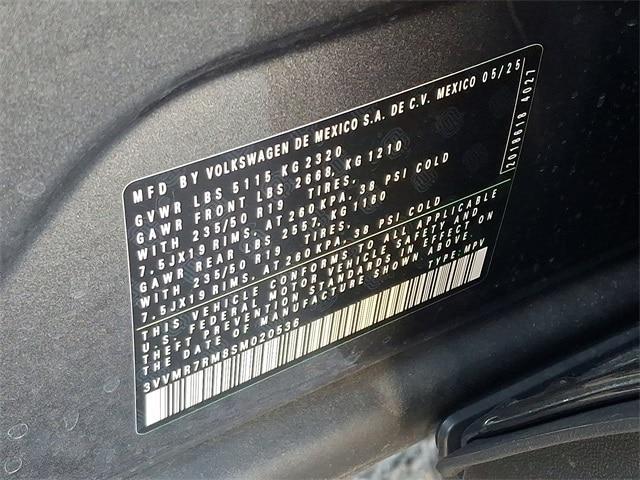 MFD BY VOLKSWAGEN DE MEXICO S.A. DE C.V. MEXICO 05/25
GVWR LBS 5115 KG 2320
GAWR FRONT LBS 2668, KG 1210
WITH 235/50 R19 TIRES,
7.5JX19 RIMS, AT 260 KPA, 38 PSI COLD
GAWR REAR LBS 2557, KG 1160
WITH 235/50 R19 TIRES,
7.5JX19 RIMS, AT 260 KPA, 38 PSI COLD
THIS VEHICLE CONFORMS TO ALL APPLICABLE
U.S. FEDERAL MOTOR VEHICLE SAFETY AND
THEFT PREVENTION STANDARDS IN EFFECT ON
THE DATE OF MANUFACTURE SHOWN ABOVE.
3VVMR7RM8SM020536 TYPE: MPV
2018618 4027